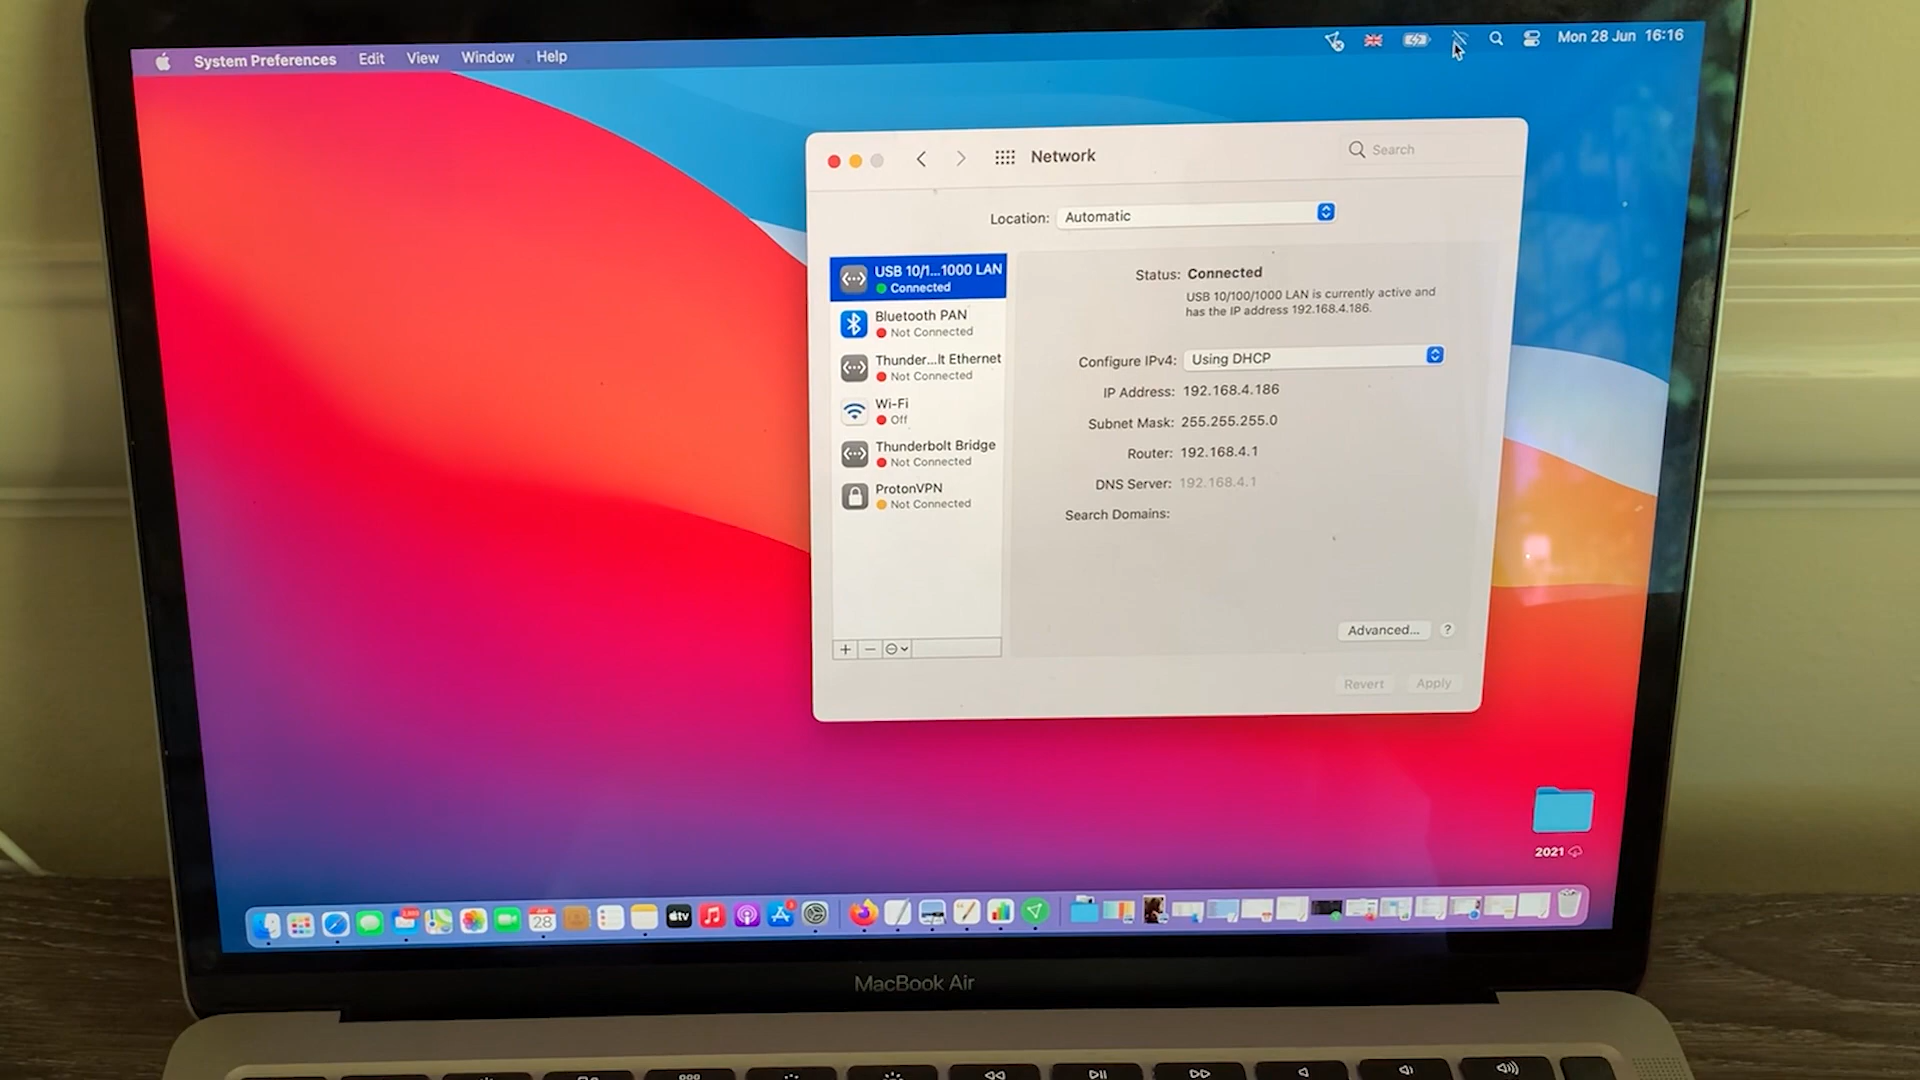 System Preferences Edit View Window Help
Mon 28 Jun 16:16
Network
Search
Location: Automatic
USB 10/1...1000 LAN
Connected
Bluetooth PAN
Not Connected
Thunder...lt Ethernet
Not Connected
Wi-Fi
Off
Thunderbolt Bridge
Not Connected
ProtonVPN
Not Connected
Status: Connected
USB 10/100/1000 LAN is currently active and
has the IP address 192.168.4.186.
Configure IPv4: Using DHCP
IP Address: 192.168.4.186
Subnet Mask: 255.255.255.0
Router: 192.168.4.1
DNS Server: 192.168.4.1
Search Domains:
Advanced... ?
Revert Apply
2021
28
tv
MacBook Air